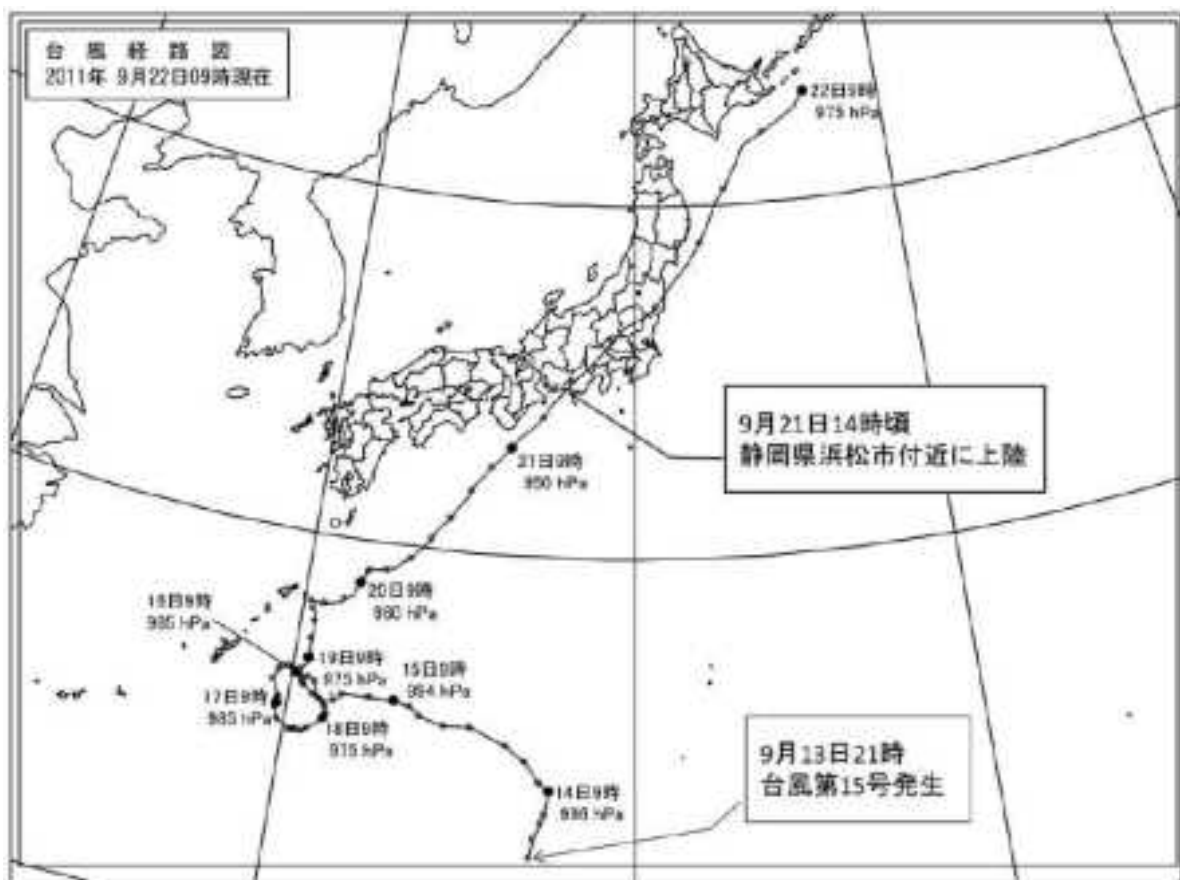 台風経路図
2011年 9月22日09時現在
22日9時
975 hPa
9月21日14時頃
静岡県浜松市付近に上陸
21日9時
950 hPa
20日9時
960 hPa
16日9時
985 hPa
19日9時
975 hPa
15日9時
994 hPa
17日9時
985 hPa
18日9時
975 hPa
9月13日21時
台風第15号発生
14日9時